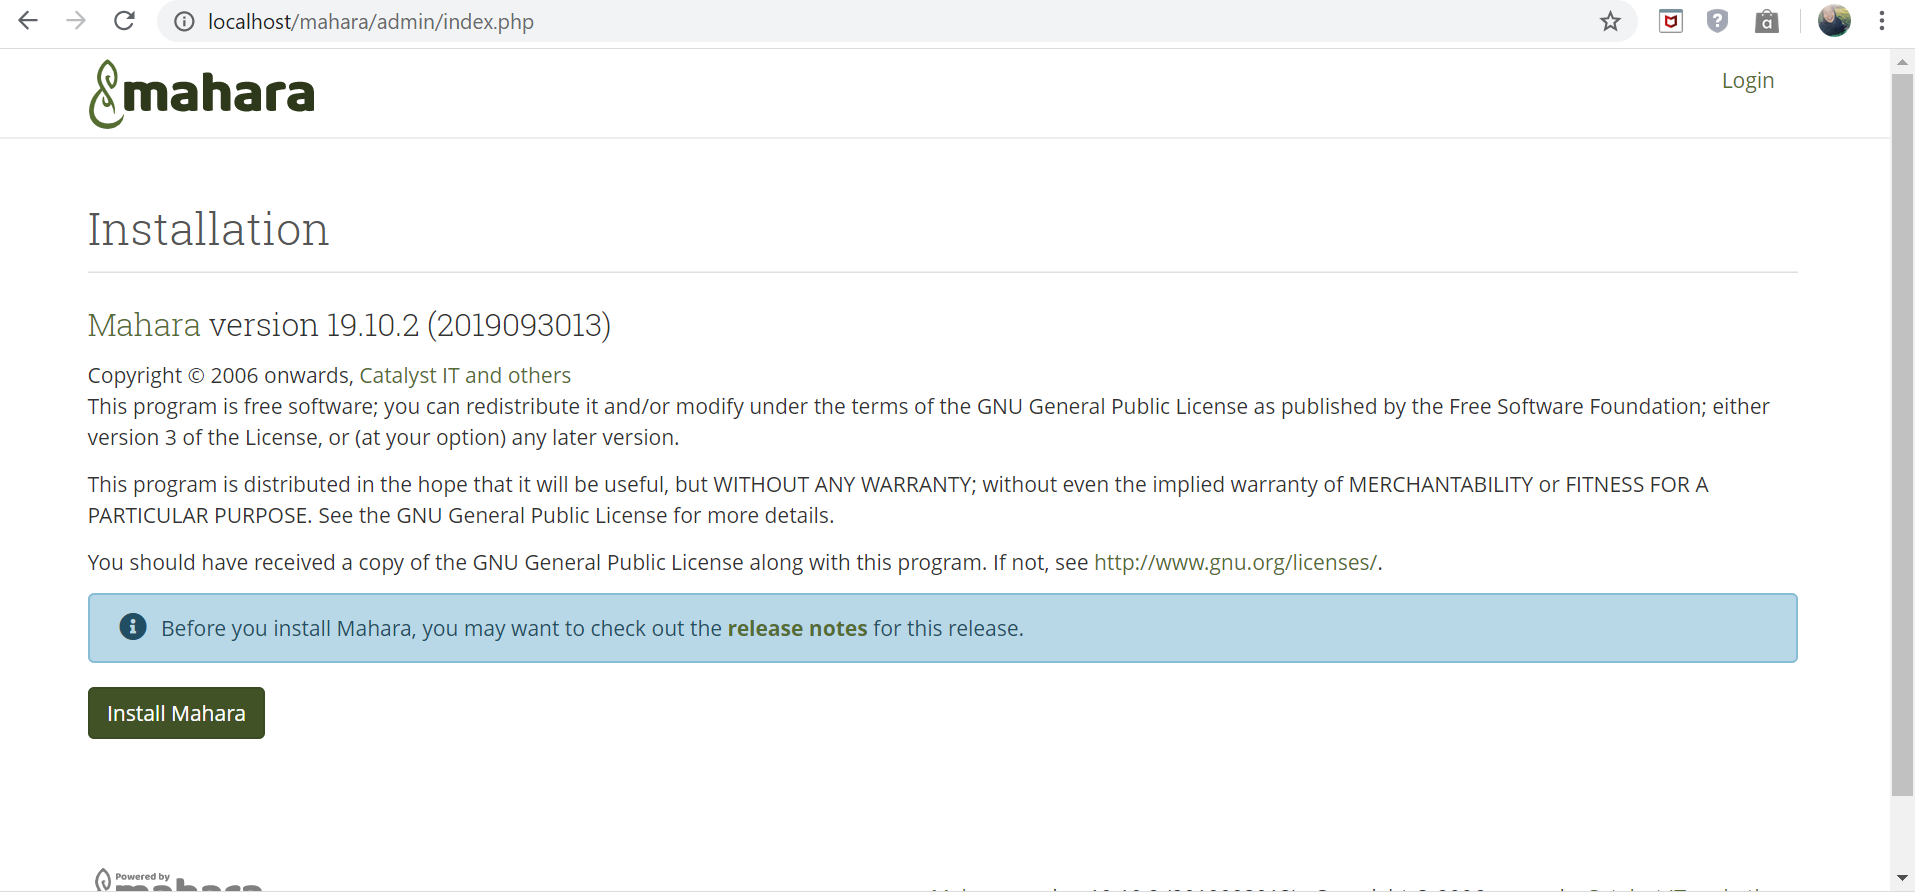 localhost/mahara/admin/index.php
mahara
Login
Installation
Mahara version 19.10.2 (2019093013)
Copyright © 2006 onwards, Catalyst IT and others
This program is free software; you can redistribute it and/or modify under the terms of the GNU General Public License as published by the Free Software Foundation; either
version 3 of the License, or (at your option) any later version.
This program is distributed in the hope that it will be useful, but WITHOUT ANY WARRANTY; without even the implied warranty of MERCHANTABILITY or FITNESS FOR A
PARTICULAR PURPOSE. See the GNU General Public License for more details.
You should have received a copy of the GNU General Public License along with this program. If not, see http://www.gnu.org/licenses/.
Before you install Mahara, you may want to check out the release notes for this release.
Install Mahara
Powered by
mahara